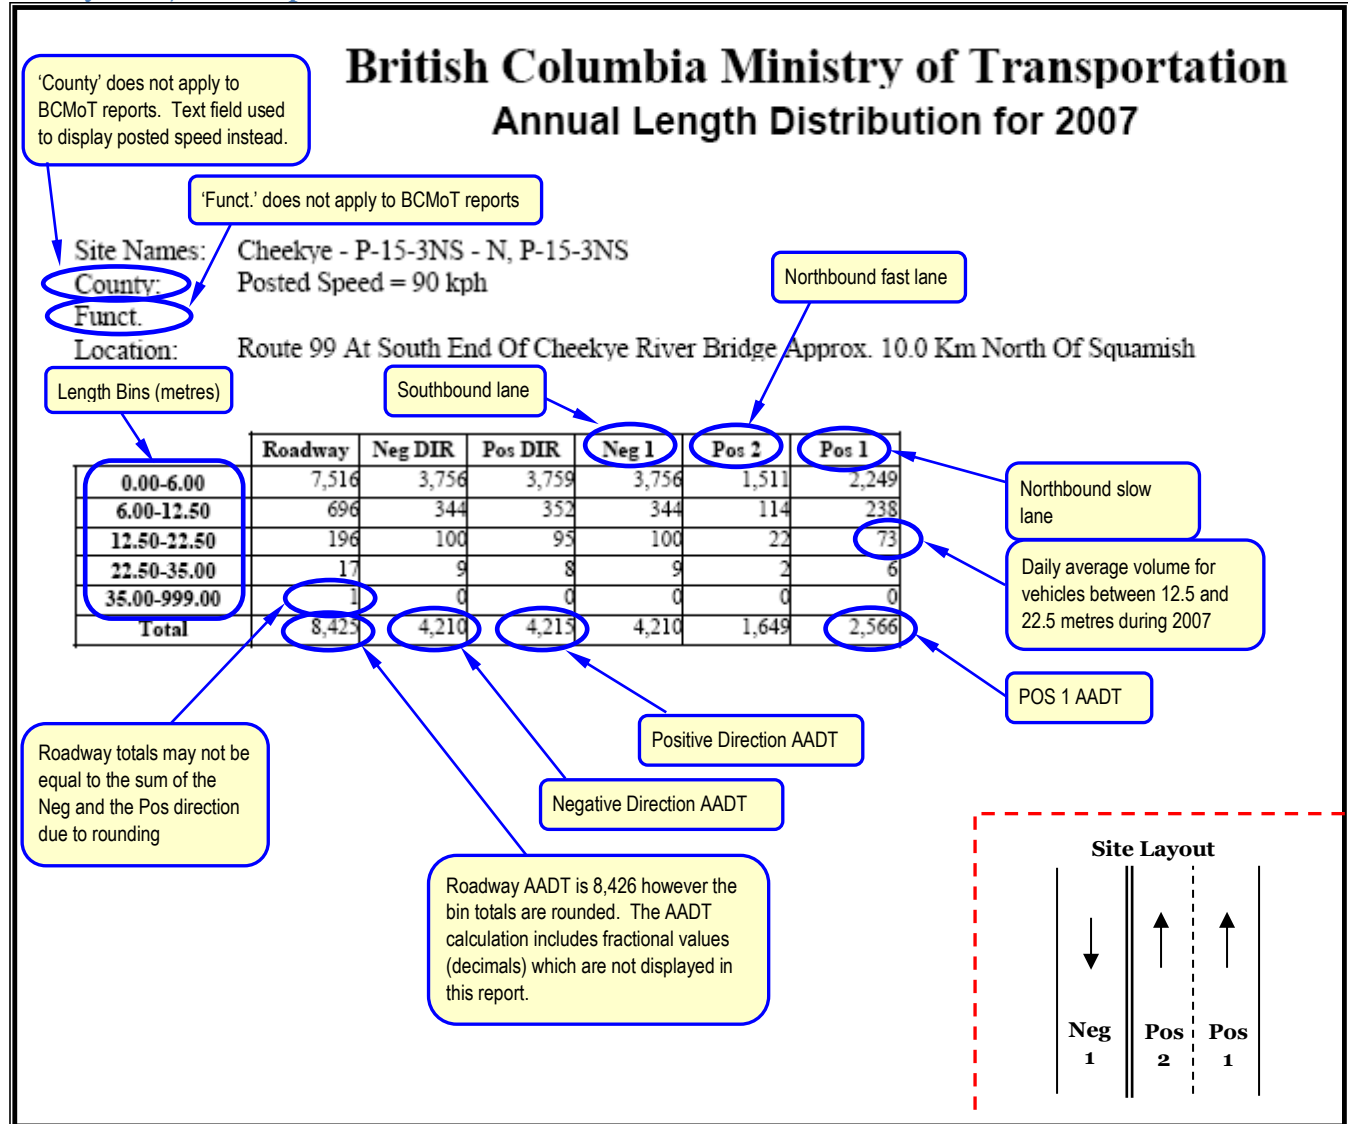 British Columbia Ministry of Transportation
Annual Length Distribution for 2007
‘County’ does not apply to
BCMoT reports.  Text field used
to display posted speed instead.
‘Funct.’ does not apply to BCMoT reports
Site Names: Cheekye - P-15-3NS - N, P-15-3NS
County: Posted Speed = 90 kph
Funct.
Location: Route 99 At South End Of Cheekye River Bridge Approx. 10.0 Km North Of Squamish
Northbound fast lane
Length Bins (metres)
Southbound lane
Roadway Neg DIR Pos DIR Neg 1 Pos 2 Pos 1
0.00-6.00 7,516 3,756 3,759 3,756 1,511 2,249
6.00-12.50 696 344 352 344 114 238
12.50-22.50 196 100 95 100 22 73
22.50-35.00 17 9 8 9 2 6
35.00-999.00 1 0 0 0 0 0
Total 8,425 4,210 4,215 4,210 1,649 2,566
Northbound slow
lane
Daily average volume for
vehicles between 12.5 and
22.5 metres during 2007
POS 1 AADT
Positive Direction AADT
Negative Direction AADT
Roadway totals may not be
equal to the sum of the
Neg and the Pos direction
due to rounding
Roadway AADT is 8,426 however the
bin totals are rounded.  The AADT
calculation includes fractional values
(decimals) which are not displayed in
this report.
Site Layout
Neg Pos Pos
1 2 1